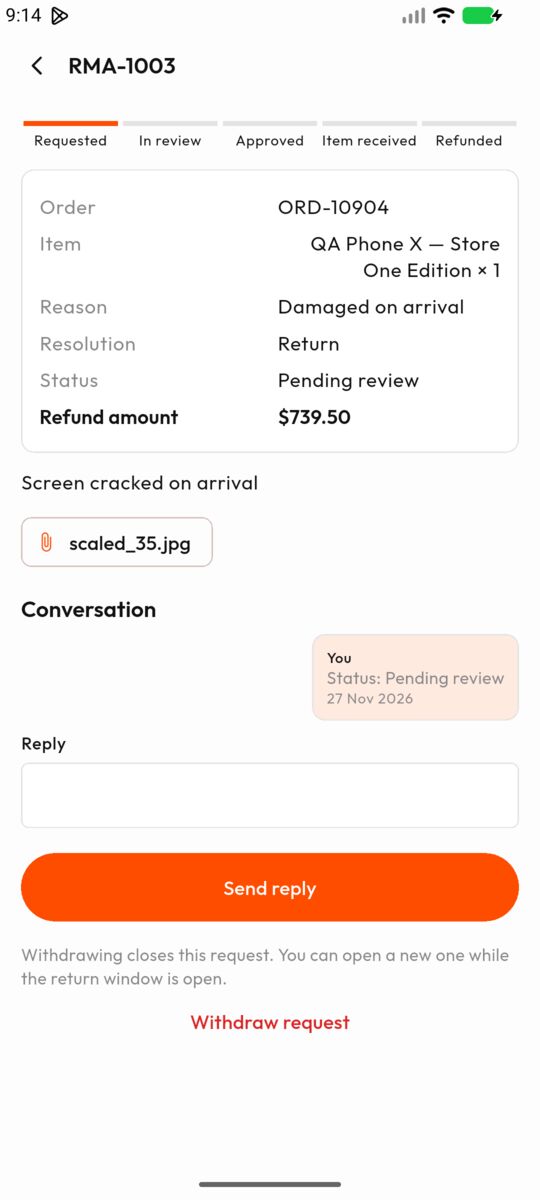 9:14
RMA-1003
Requested In review Approved Item received Refunded
Order ORD-10904
Item QA Phone X — Store
One Edition × 1
Reason Damaged on arrival
Resolution Return
Status Pending review
Refund amount $739.50
Screen cracked on arrival
scaled_35.jpg
Conversation
You
Status: Pending review
27 Nov 2026
Reply
Send reply
Withdrawing closes this request. You can open a new one while
the return window is open.
Withdraw request